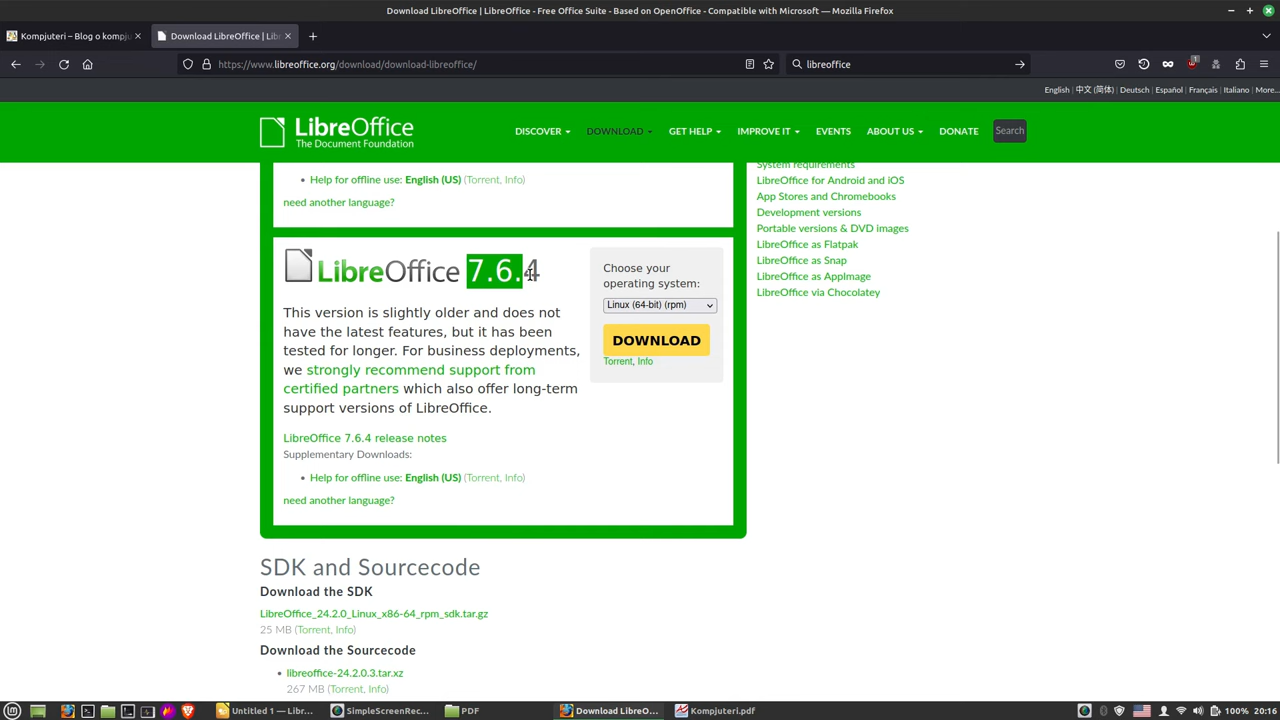 Download LibreOffice | LibreOffice - Free Office Suite - Based on OpenOffice - Compatible with Microsoft — Mozilla Firefox
Kompjuteri – Blog o kompju
Download LibreOffice | Libr
https://www.libreoffice.org/download/download-libreoffice/
libreoffice
1
English | 中文 (简体) | Deutsch | Español | Français | Italiano | More...
LibreOffice
The Document Foundation
DISCOVER
DOWNLOAD
GET HELP
IMPROVE IT
EVENTS
ABOUT US
DONATE
Search
Help for offline use: English (US) (Torrent, Info)
need another language?
System requirements
LibreOffice for Android and iOS
App Stores and Chromebooks
Development versions
Portable versions & DVD images
LibreOffice as Flatpak
LibreOffice as Snap
LibreOffice as AppImage
LibreOffice via Chocolatey
LibreOffice 7.6.4
This version is slightly older and does not
have the latest features, but it has been
tested for longer. For business deployments,
we strongly recommend support from
certified partners which also offer long-term
support versions of LibreOffice.
Choose your
operating system:
Linux (64-bit) (rpm)
DOWNLOAD
Torrent, Info
LibreOffice 7.6.4 release notes
Supplementary Downloads:
Help for offline use: English (US) (Torrent, Info)
need another language?
SDK and Sourcecode
Download the SDK
LibreOffice_24.2.0_Linux_x86-64_rpm_sdk.tar.gz
25 MB (Torrent, Info)
Download the Sourcecode
libreoffice-24.2.0.3.tar.xz
267 MB (Torrent, Info)
Untitled 1 — Libr...
SimpleScreenRec...
PDF
Download LibreO...
Kompjuteri.pdf
100%
20:16